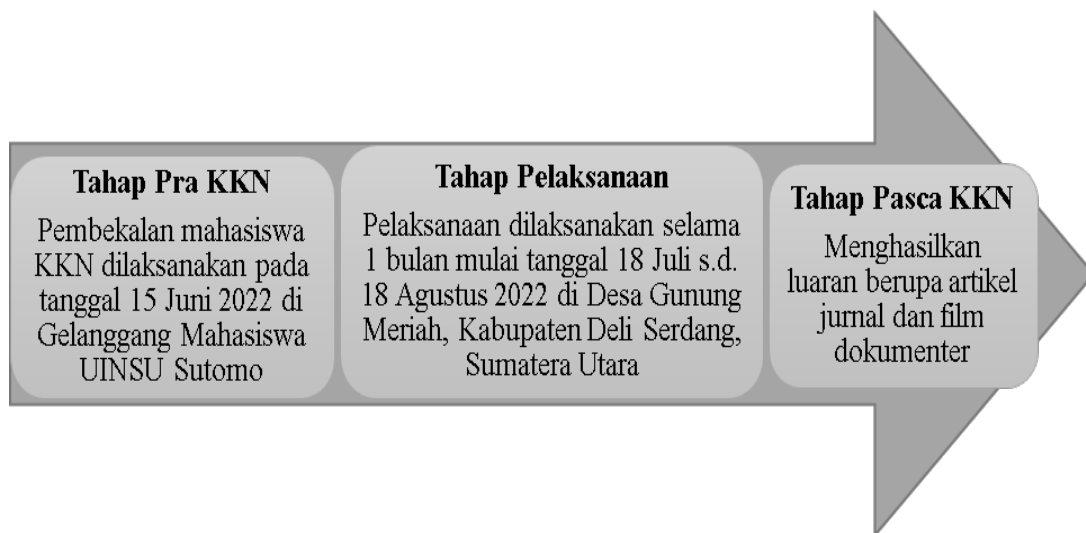 Tahap Pra KKN
Pembekalan mahasiswa
KKN dilaksanakan pada
tanggal 15 Juni 2022 di
Gelanggang Mahasiswa
UINSU Sutomo
Tahap Pelaksanaan
Pelaksanaan dilaksanakan selama
1 bulan mulai tanggal 18 Juli s.d.
18 Agustus 2022 di Desa Gunung
Meriah, Kabupaten Deli Serdang,
Sumatera Utara
Tahap Pasca KKN
Menghasilkan
luaran berupa artikel
jurnal dan film
dokumenter